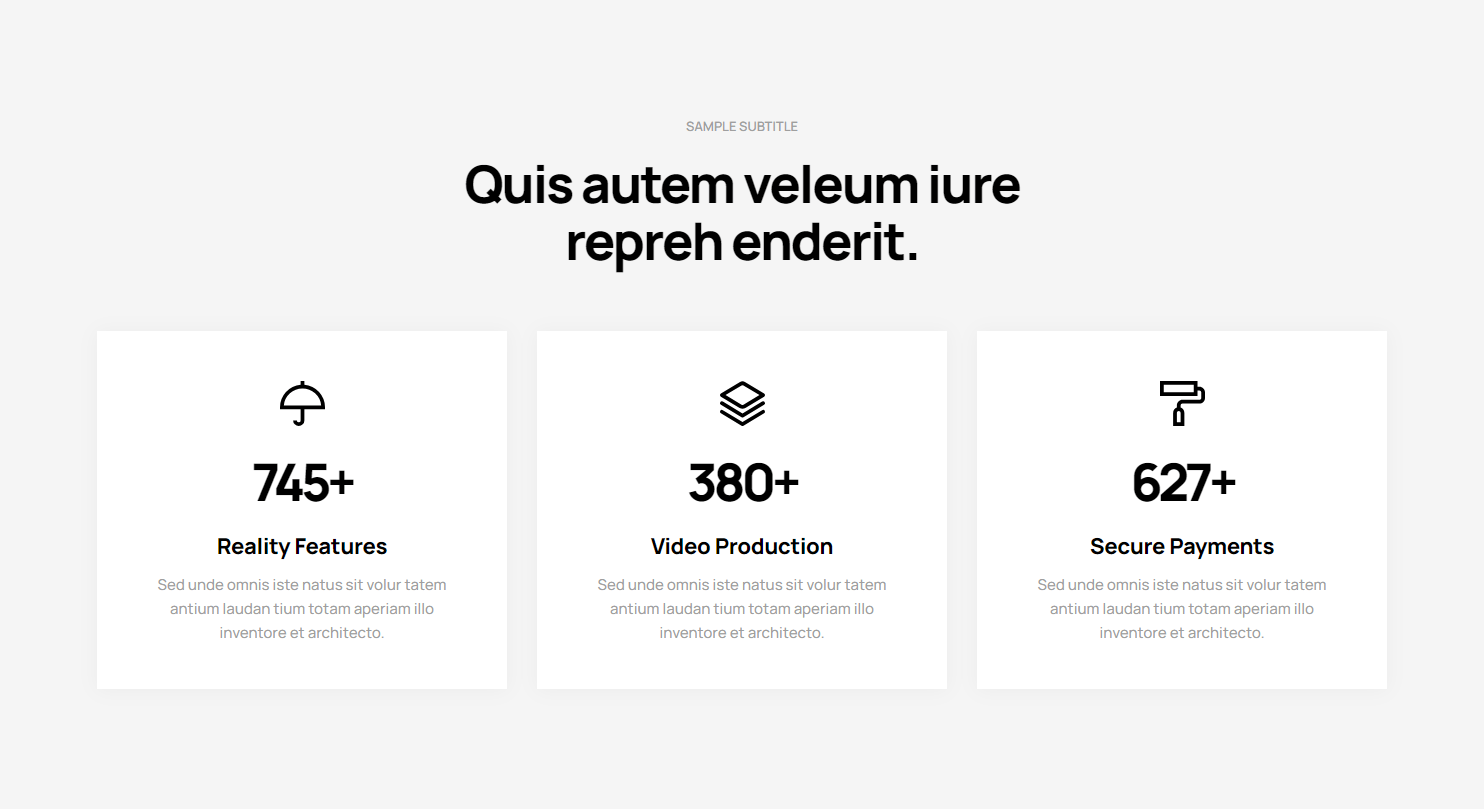 SAMPLE SUBTITLE
Quis autem veleum iure
repreh enderit.
745+
Reality Features
Sed unde omnis iste natus sit volur tatem
antium laudan tium totam aperiam illo
inventore et architecto.
380+
Video Production
Sed unde omnis iste natus sit volur tatem
antium laudan tium totam aperiam illo
inventore et architecto.
627+
Secure Payments
Sed unde omnis iste natus sit volur tatem
antium laudan tium totam aperiam illo
inventore et architecto.